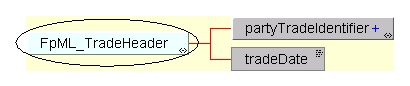 FpML_TradeHeader
partyTradeIdentifier +
tradeDate